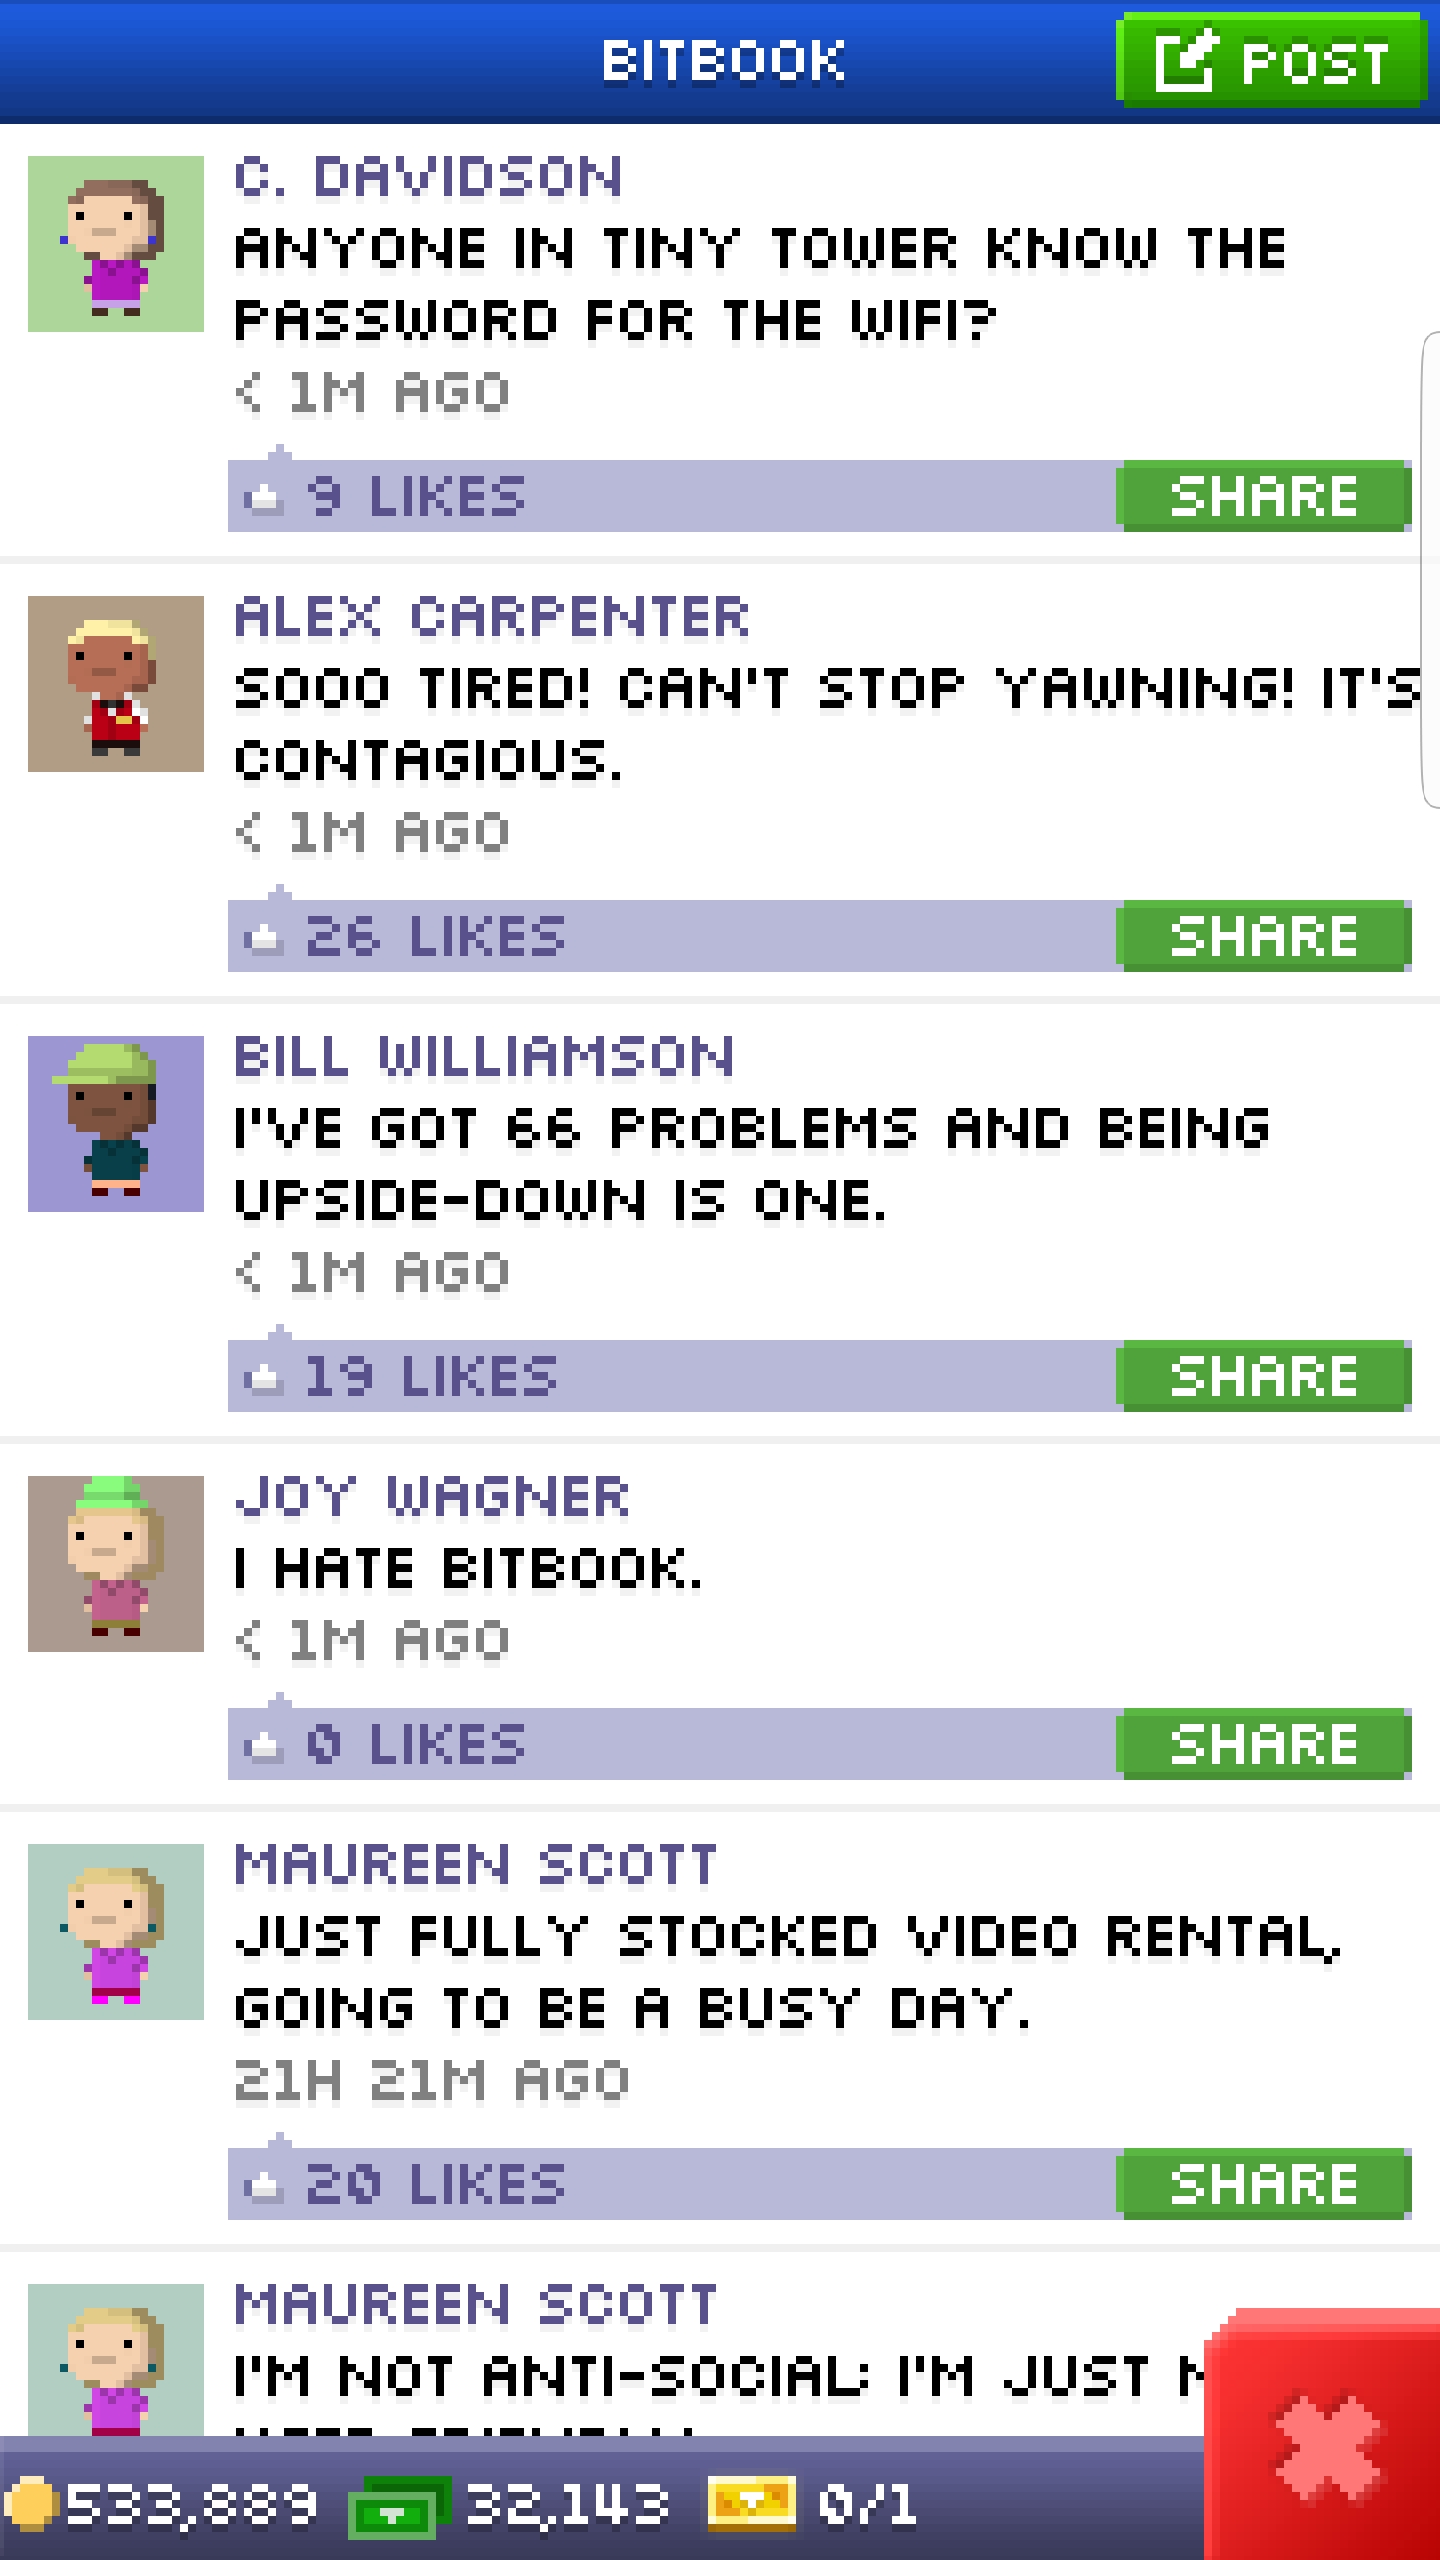 BITBOOK
POST
C. DAVIDSON
ANYONE IN TINY TOWER KNOW THE
PASSWORD FOR THE WIFI?
< 1M AGO
9 LIKES
SHARE
ALEX CARPENTER
SOOO TIRED! CAN'T STOP YAWNING! IT'S
CONTAGIOUS.
< 1M AGO
26 LIKES
SHARE
BILL WILLIAMSON
I'VE GOT 66 PROBLEMS AND BEING
UPSIDE-DOWN IS ONE.
< 1M AGO
19 LIKES
SHARE
JOY WAGNER
I HATE BITBOOK.
< 1M AGO
0 LIKES
SHARE
MAUREEN SCOTT
JUST FULLY STOCKED VIDEO RENTAL,
GOING TO BE A BUSY DAY.
21H 21M AGO
20 LIKES
SHARE
MAUREEN SCOTT
I'M NOT ANTI-SOCIAL; I'M JUST
533,889
32,143
0/1